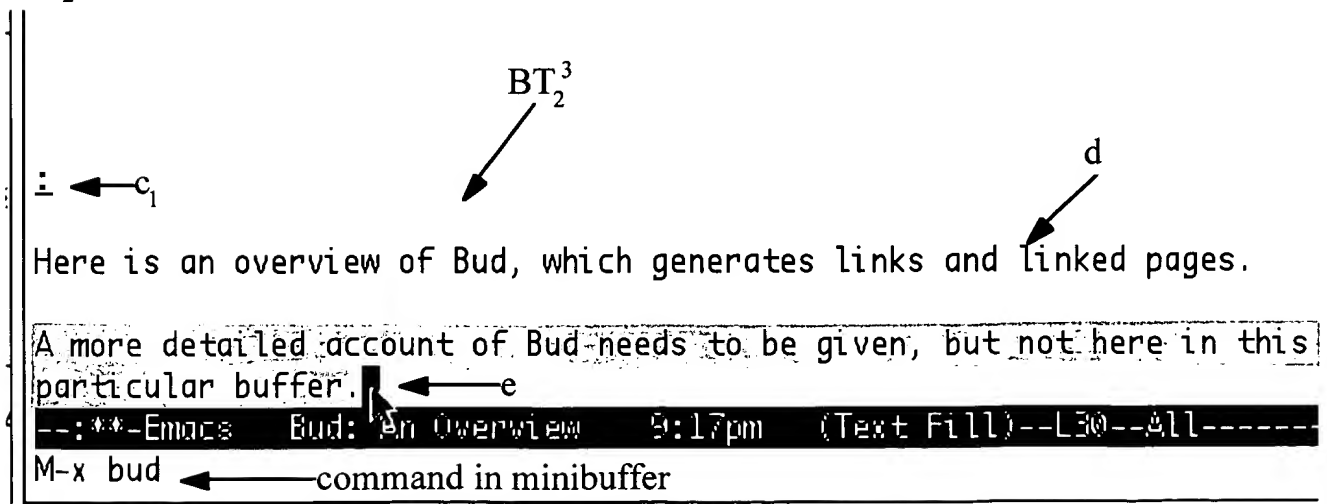 BT₂³
d
: c₁
Here is an overview of Bud, which generates links and linked pages.
A more detailed account of Bud needs to be given, but not here in this
particular buffer. e
--:**-Emacs Bud: An Overview 9:17pm (Text Fill)--L30--All-------
M-x bud command in minibuffer